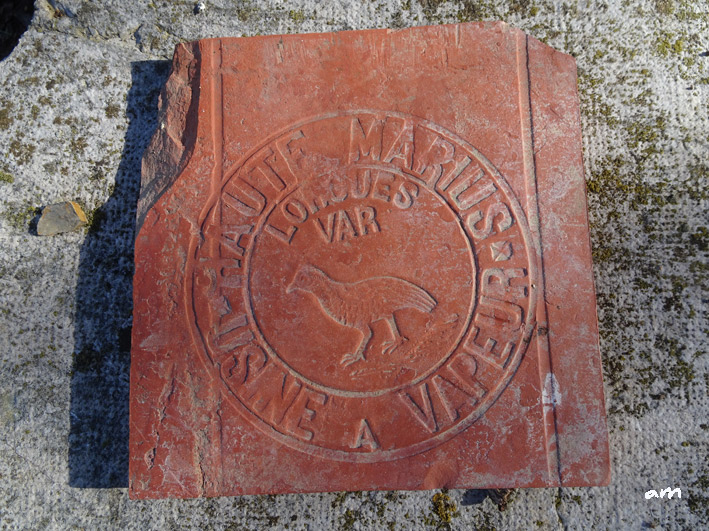 HAUTE MARIUS
USINE A VAPEUR
LORGUES
VAR
am